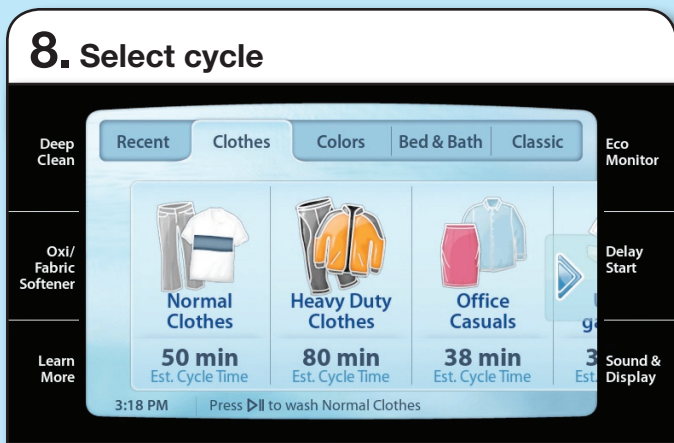 8. Select cycle
Deep
Clean
Oxi/
Fabric
Softener
Learn
More
Recent
Clothes
Colors
Bed & Bath
Classic
Normal
Clothes
50 min
Est. Cycle Time
Heavy Duty
Clothes
80 min
Est. Cycle Time
Office
Casuals
38 min
Est. Cycle Time
Est.
3:18 PM
Press to wash Normal Clothes
Eco
Monitor
Delay
Start
Sound &
Display